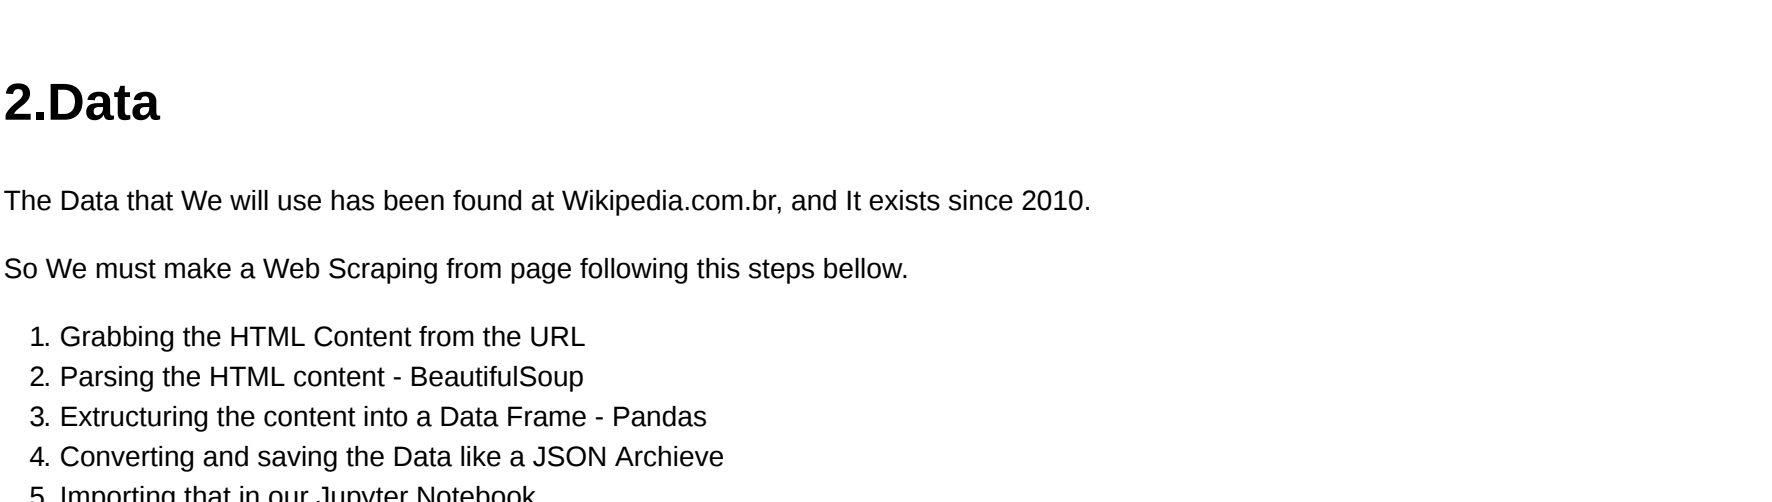 2.Data
The Data that We will use has been found at Wikipedia.com.br, and It exists since 2010.
So We must make a Web Scraping from page following this steps bellow.
1. Grabbing the HTML Content from the URL
2. Parsing the HTML content - BeautifulSoup
3. Extructuring the content into a Data Frame - Pandas
4. Converting and saving the Data like a JSON Archieve
5. Importing that in our Jupyter Notebook